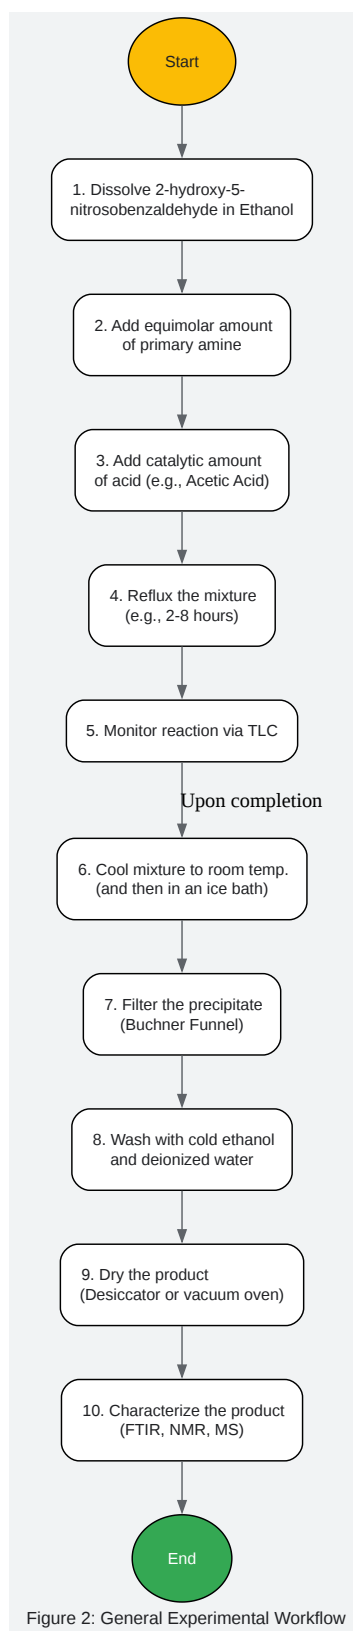 Start
1. Dissolve 2-hydroxy-5-
nitrosobenzaldehyde in Ethanol
2. Add equimolar amount
of primary amine
3. Add catalytic amount
of acid (e.g., Acetic Acid)
4. Reflux the mixture
(e.g., 2-8 hours)
5. Monitor reaction via TLC
Upon completion
6. Cool mixture to room temp.
(and then in an ice bath)
7. Filter the precipitate
(Buchner Funnel)
8. Wash with cold ethanol
and deionized water
9. Dry the product
(Desiccator or vacuum oven)
10. Characterize the product
(FTIR, NMR, MS)
End
Figure 2: General Experimental Workflow